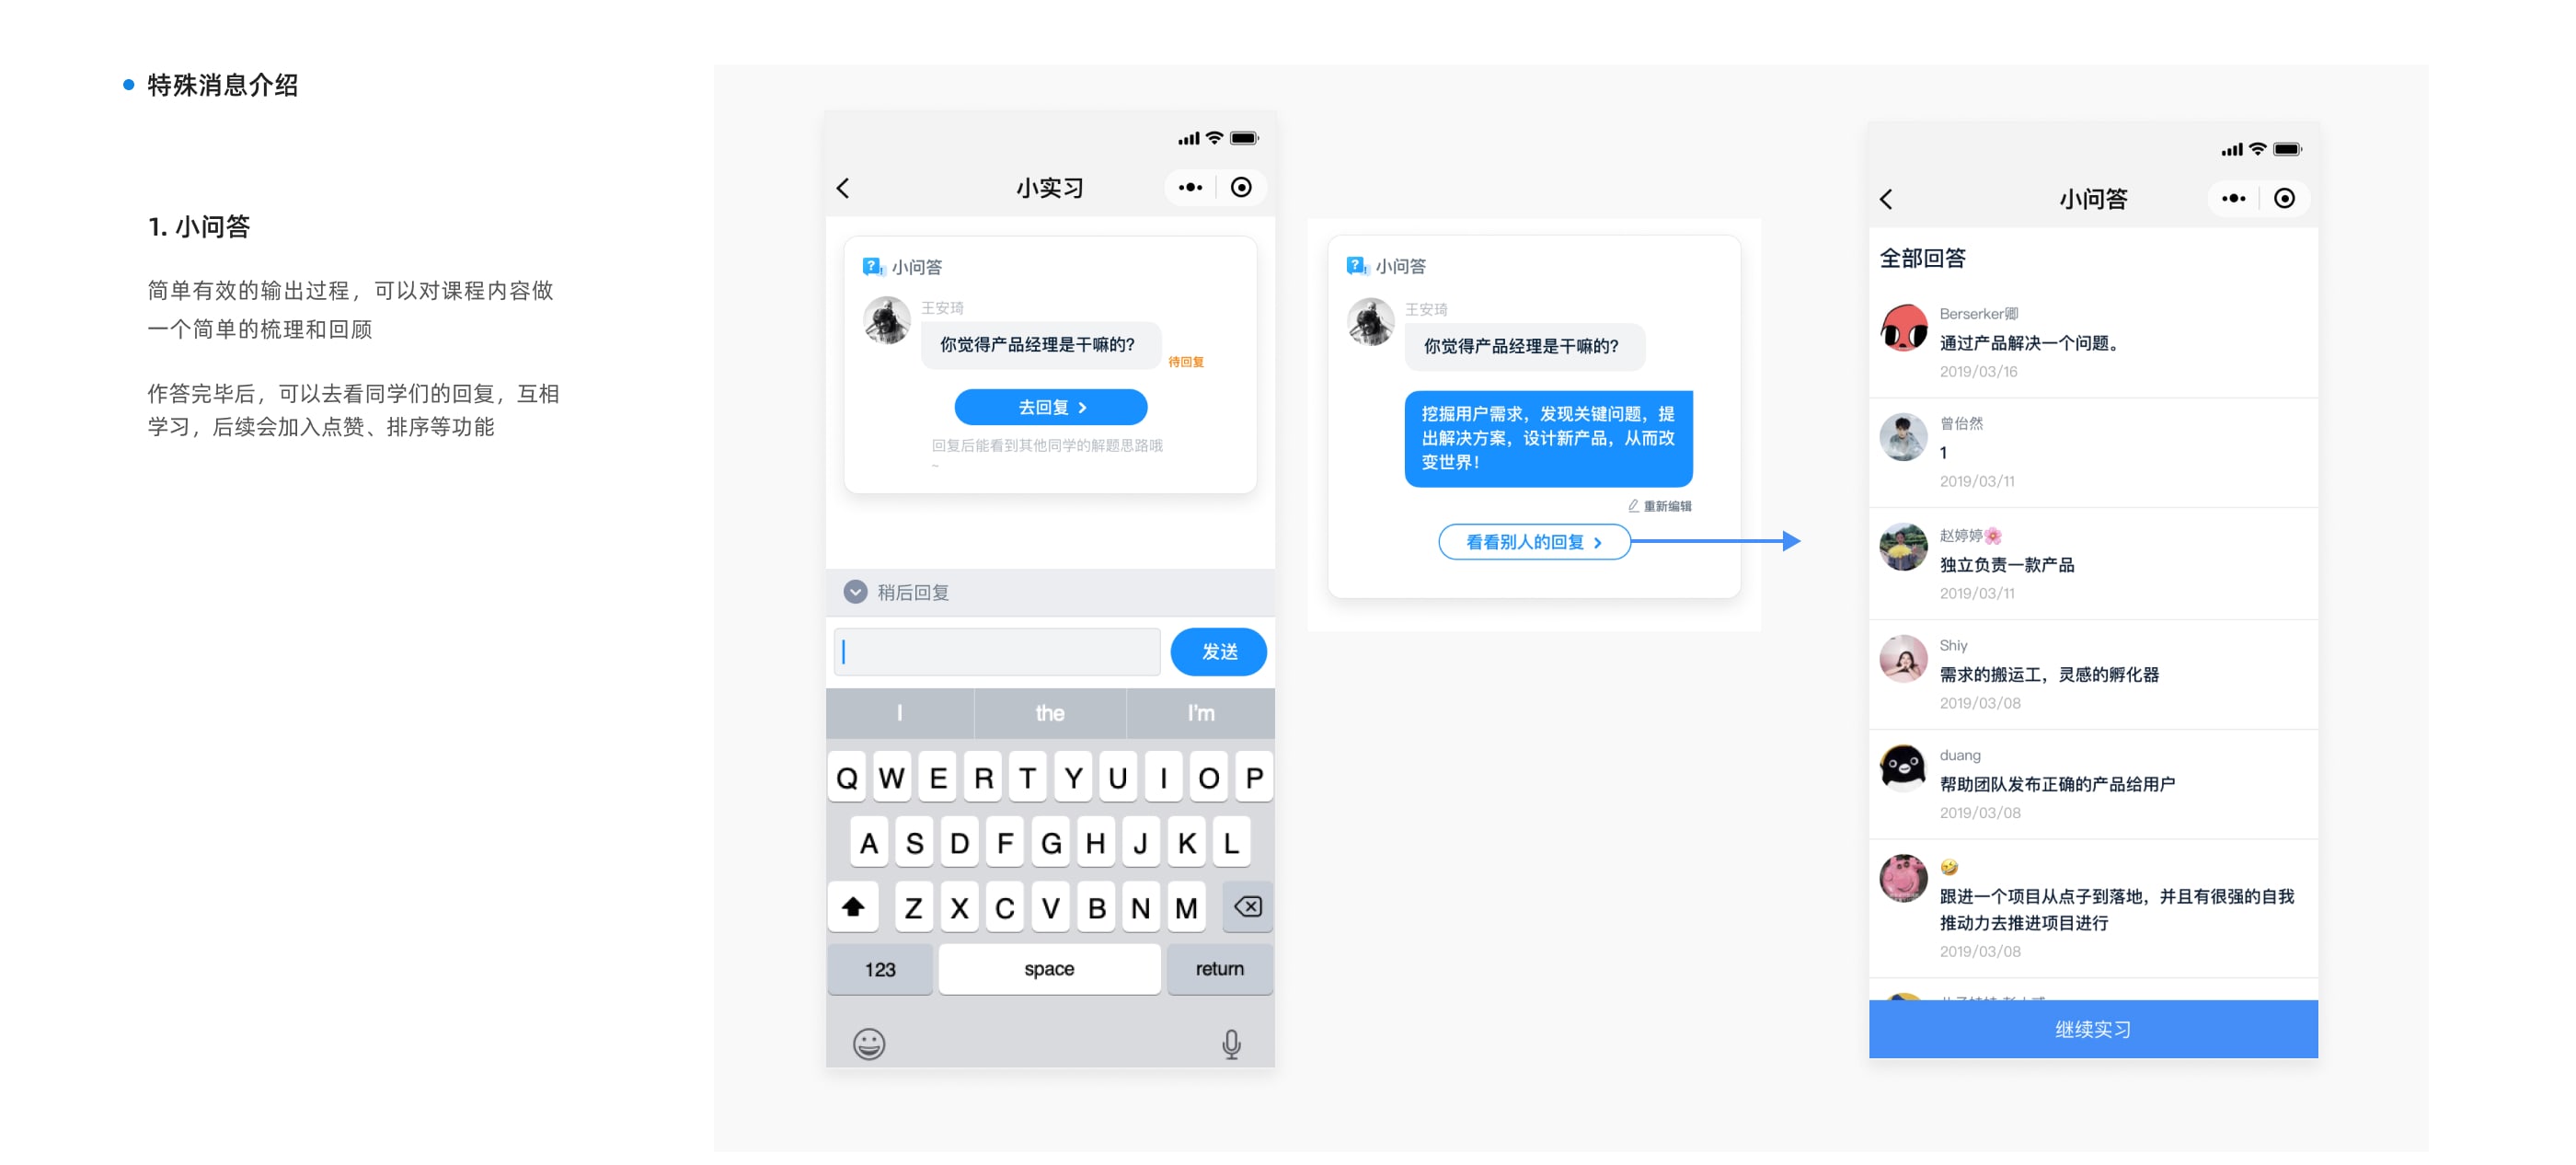 特殊消息介绍
1. 小问答
简单有效的输出过程，可以对课程内容做
一个简单的梳理和回顾
作答完毕后，可以去看同学们的回复，互相
学习，后续会加入点赞、排序等功能
小实习
小问答
王安琦
你觉得产品经理是干嘛的?
待回复
去回复
回复后能看到其他同学的解题思路哦
~
稍后回复
发送
I the I'm
Q W E R T Y U I O P
A S D F G H J K L
Z X C V B N M
123 space return
小问答
王安琦
你觉得产品经理是干嘛的?
挖掘用户需求，发现关键问题，提
出解决方案，设计新产品，从而改
变世界！
重新编辑
看看别人的回复
小问答
全部回答
Berserker卿
通过产品解决一个问题。
2019/03/16
曾怡然
1
2019/03/11
赵婷婷🌸
独立负责一款产品
2019/03/11
Shiy
需求的搬运工，灵感的孵化器
2019/03/08
duang
帮助团队发布正确的产品给用户
2019/03/08
🤣
跟进一个项目从点子到落地，并且有很强的自我
推动力去推进项目进行
2019/03/08
继续实习